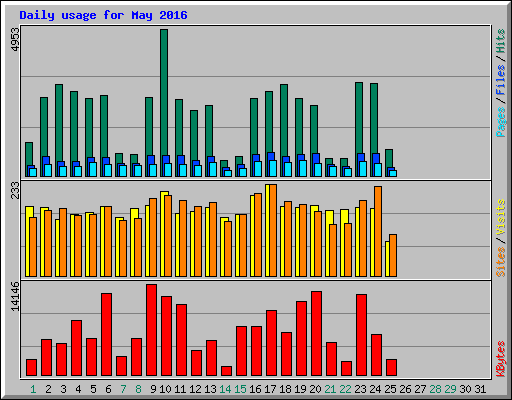 Daily usage for May 2016
4953
Pages / Files / Hits
233
Sites / Visits
14146
KBytes
1 2 3 4 5 6 7 8 9 10 11 12 13 14 15 16 17 18 19 20 21 22 23 24 25 26 27 28 29 30 31